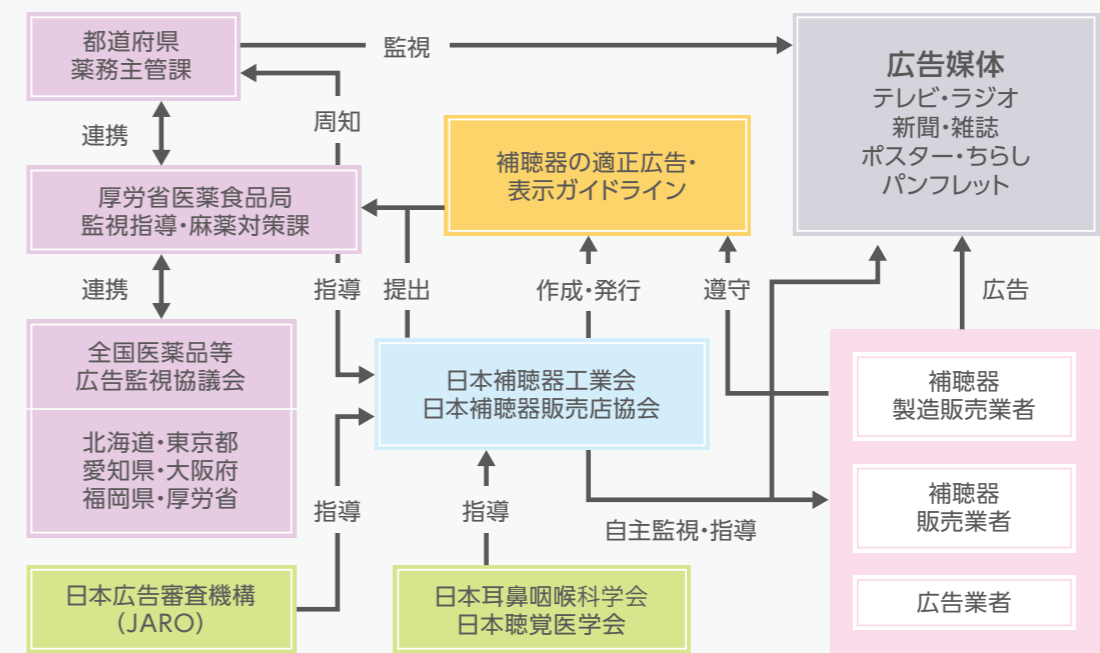 都道府県
薬務主管課
監視
広告媒体
テレビ・ラジオ
新聞・雑誌
ポスター・ちらし
パンフレット
連携
周知
補聴器の適正広告・
表示ガイドライン
厚労省医薬食品局
監視指導・麻薬対策課
連携
指導
提出
作成・発行
遵守
広告
全国医薬品等
広告監視協議会
北海道・東京都
愛知県・大阪府
福岡県・厚労省
日本補聴器工業会
日本補聴器販売店協会
補聴器
製造販売業者
補聴器
販売業者
広告業者
指導
指導
自主監視・指導
日本広告審査機構
（JARO）
日本耳鼻咽喉科学会
日本聴覚医学会